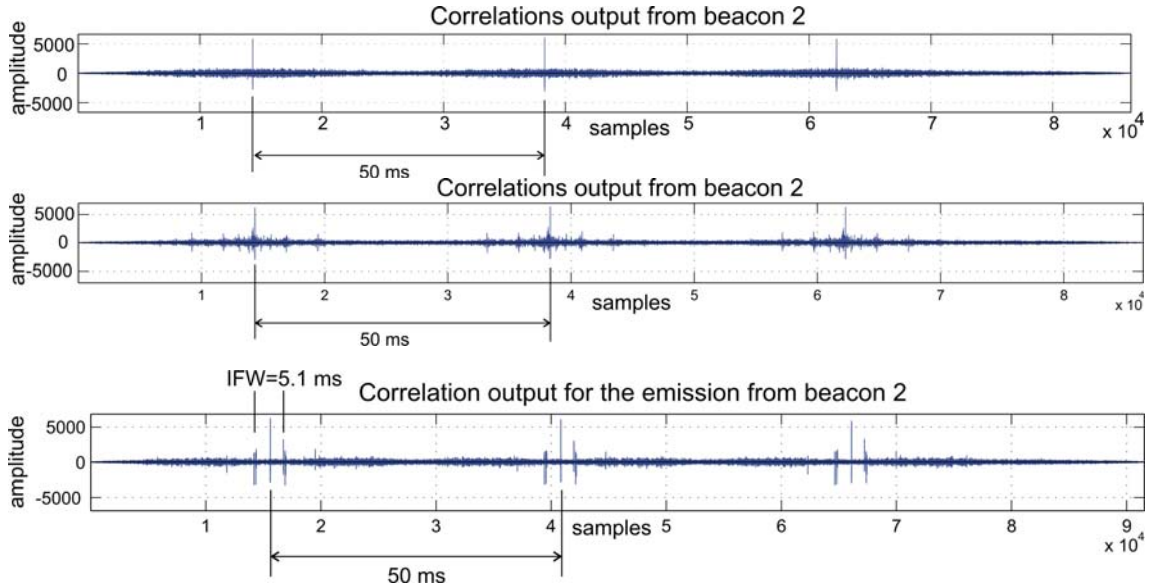 Correlations output from beacon 2
amplitude
5000
0
-5000
1 2 3 4 5 6 7 8
samples
x 10^4
50 ms
Correlations output from beacon 2
amplitude
5000
0
-5000
1 2 3 4 5 6 7 8
samples
x 10^4
50 ms
IFW=5.1 ms
Correlation output for the emission from beacon 2
amplitude
5000
0
-5000
1 2 3 4 5 6 7 8 9
samples
x 10^4
50 ms